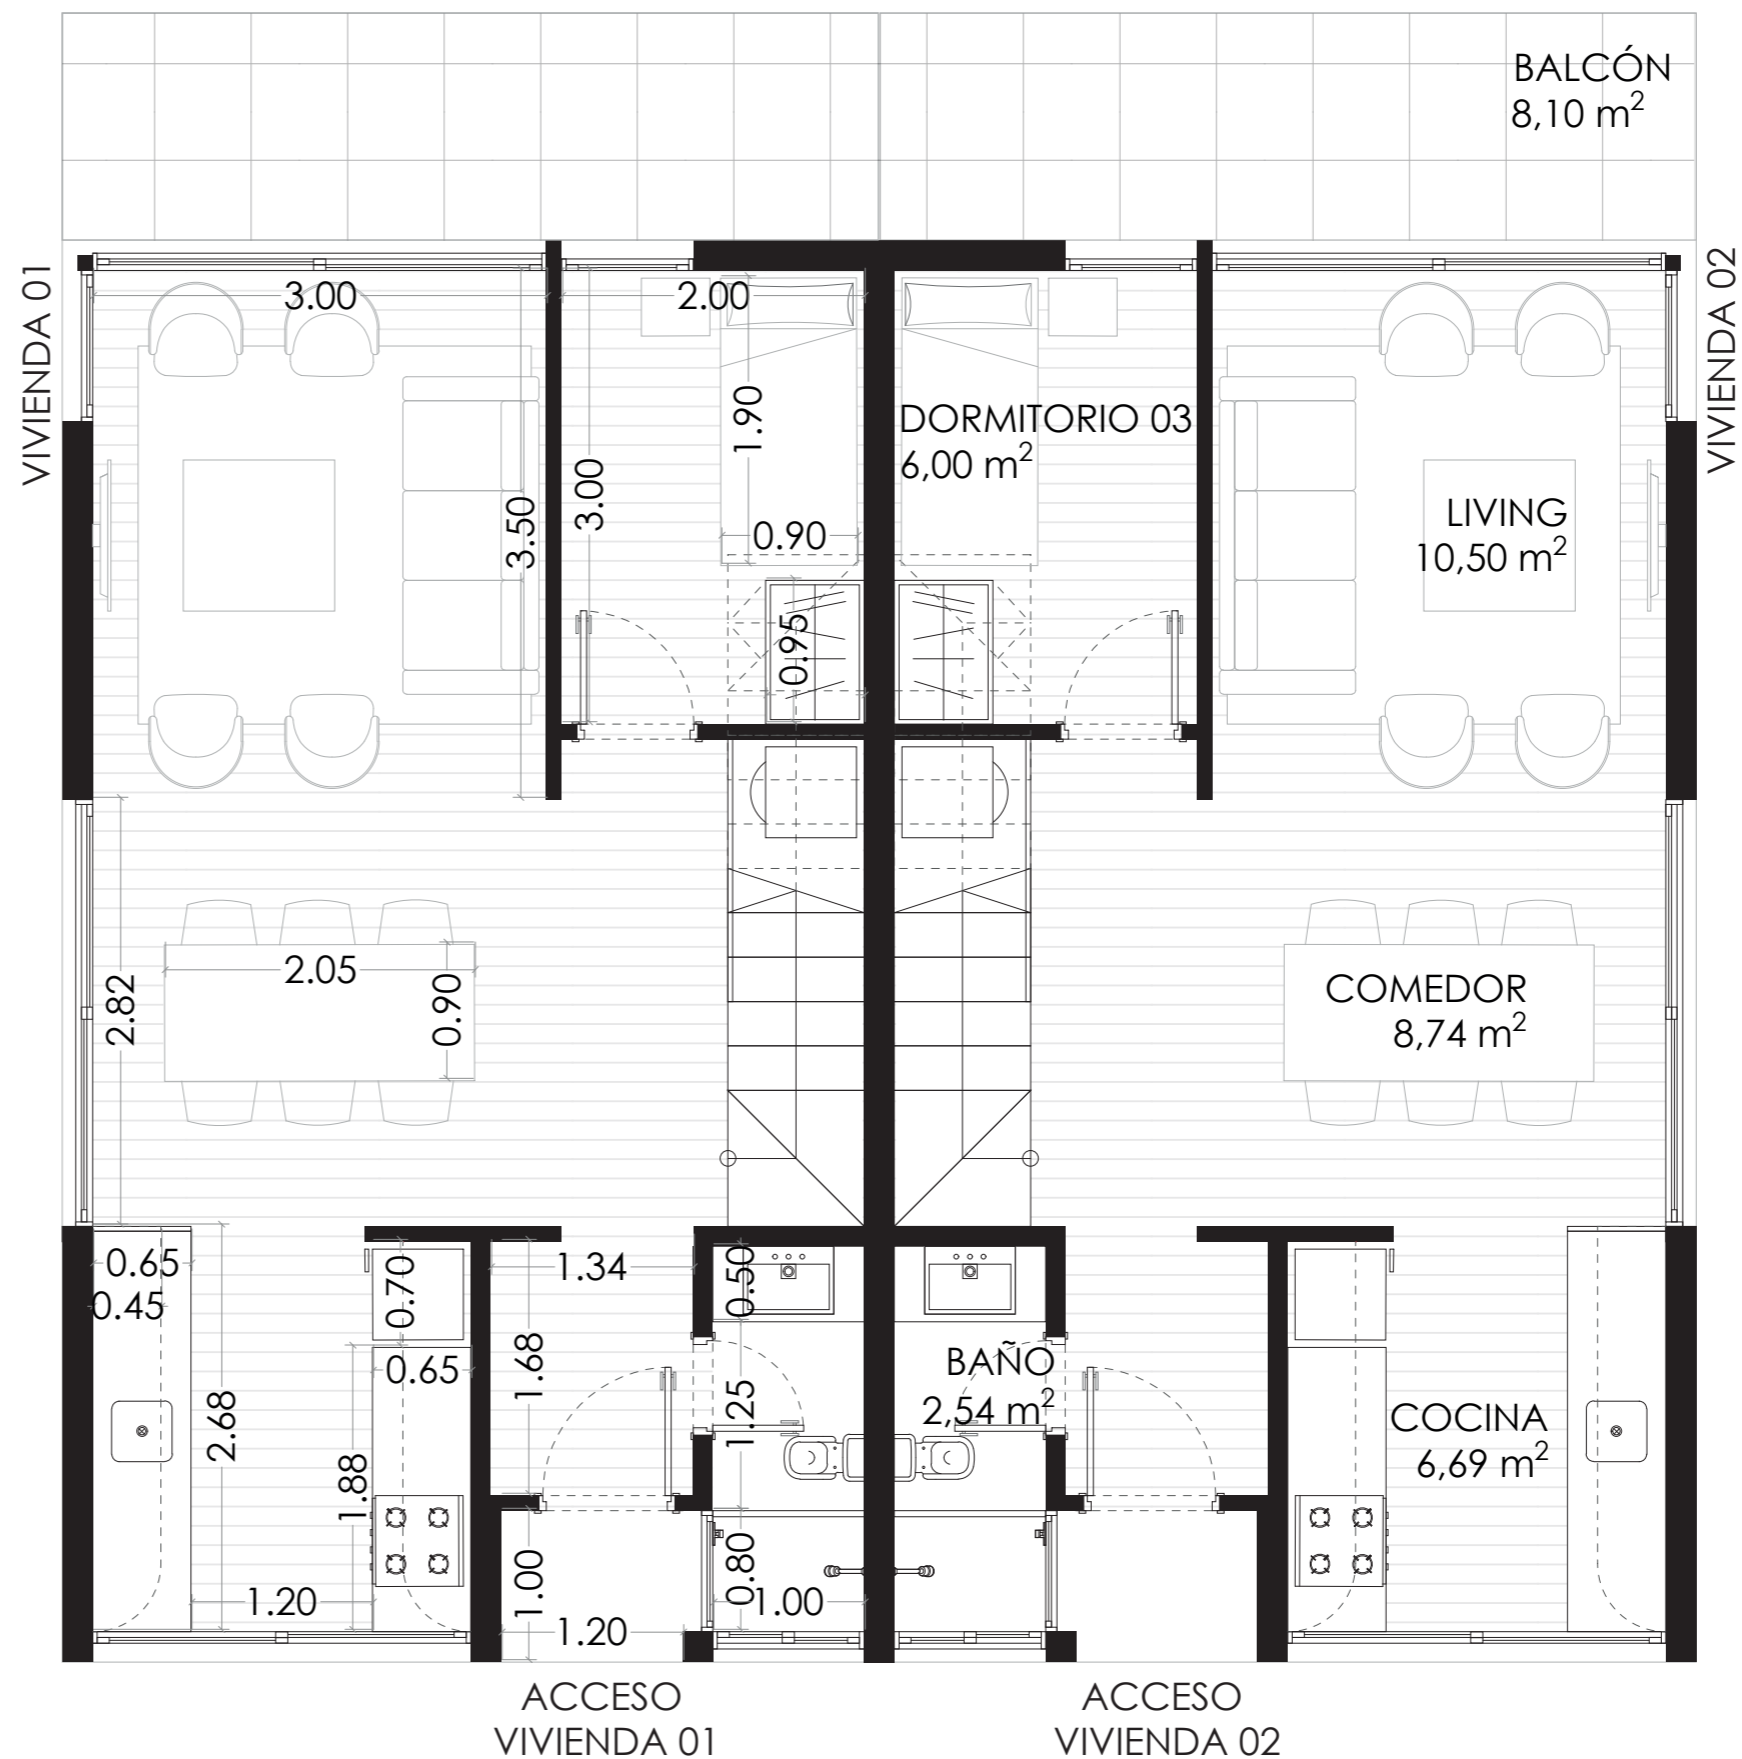 BALCÓN
8,10 m²
VIVIENDA 01
VIVIENDA 02
3.00
2.00
1.90
DORMITORIO 03
6,00 m²
3.00
3.50
0.90
LIVING
10,50 m²
0.95
2.05
2.82
0.90
COMEDOR
8,74 m²
0.65
0.45
0.70
1.34
0.50
0.65
1.68
BAÑO
2,54 m²
1.25
2.68
1.88
COCINA
6,69 m²
1.20
1.00
0.80
1.00
1.20
ACCESO
VIVIENDA 01
ACCESO
VIVIENDA 02